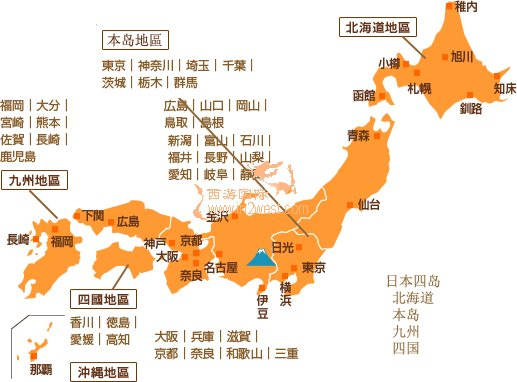 稚内
北海道地區
旭川
小樽
札幌
知床
函館
釧路
本岛地區
東京｜神奈川｜埼玉｜千葉｜
茨城｜栃木｜群馬
福岡｜大分｜
宮崎｜熊本｜
佐賀｜長崎｜
鹿児島
広島｜山口｜岡山｜
鳥取｜島根
新潟｜富山｜石川｜
福井｜長野｜山梨｜
愛知｜岐阜｜静
青森
九州地區
仙台
金沢
下関
広島
長崎
福岡
神戸
京都
大阪
奈良
名古屋
日光
東京
横浜
伊豆
四國地區
香川｜徳島｜
愛媛｜高知
大阪｜兵庫｜滋賀｜
京都｜奈良｜和歌山｜三重
那覇
沖縄地區
日本四岛
北海道
本岛
九州
四国